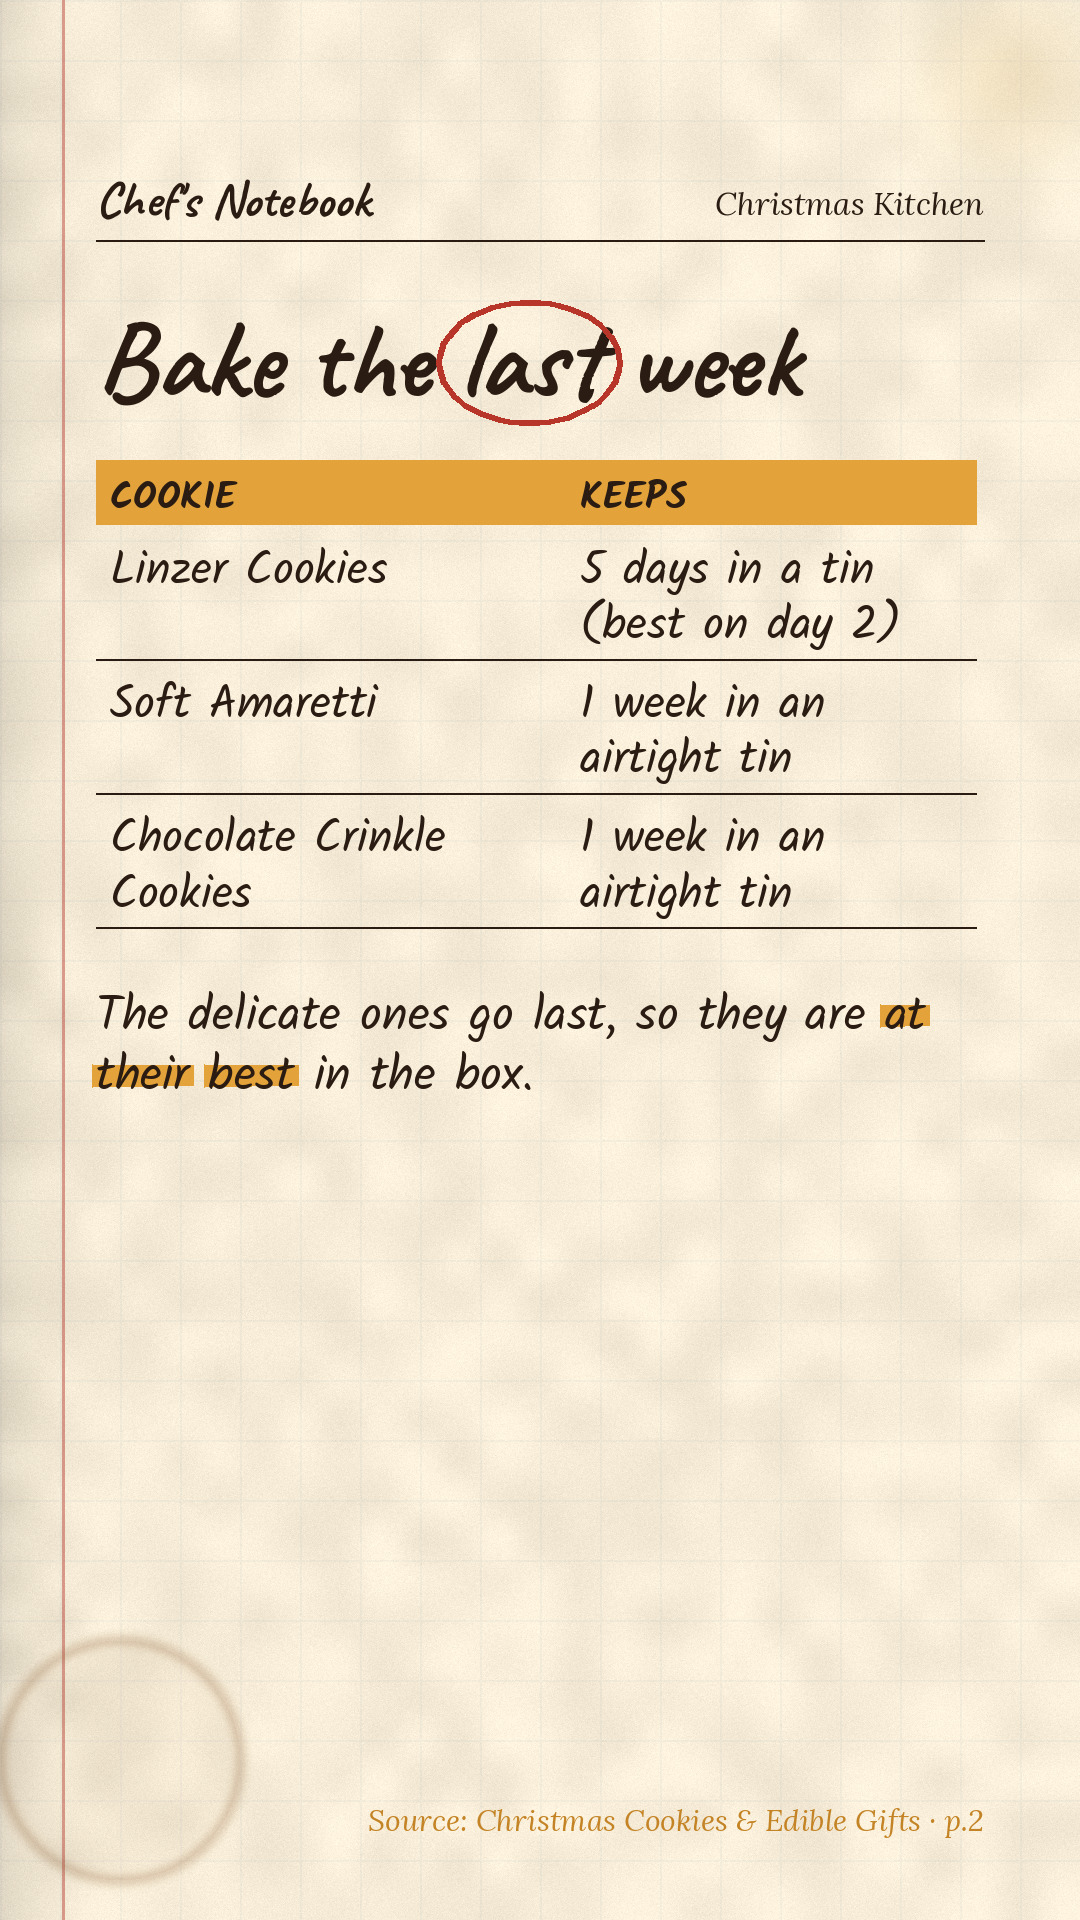 Chef's Notebook
Christmas Kitchen
Bake the last week
COOKIE KEEPS
Linzer Cookies 5 days in a tin
(best on day 2)
Soft Amaretti 1 week in an
airtight tin
Chocolate Crinkle 1 week in an
Cookies airtight tin
The delicate ones go last, so they are at
their best in the box.
Source: Christmas Cookies & Edible Gifts · p.2